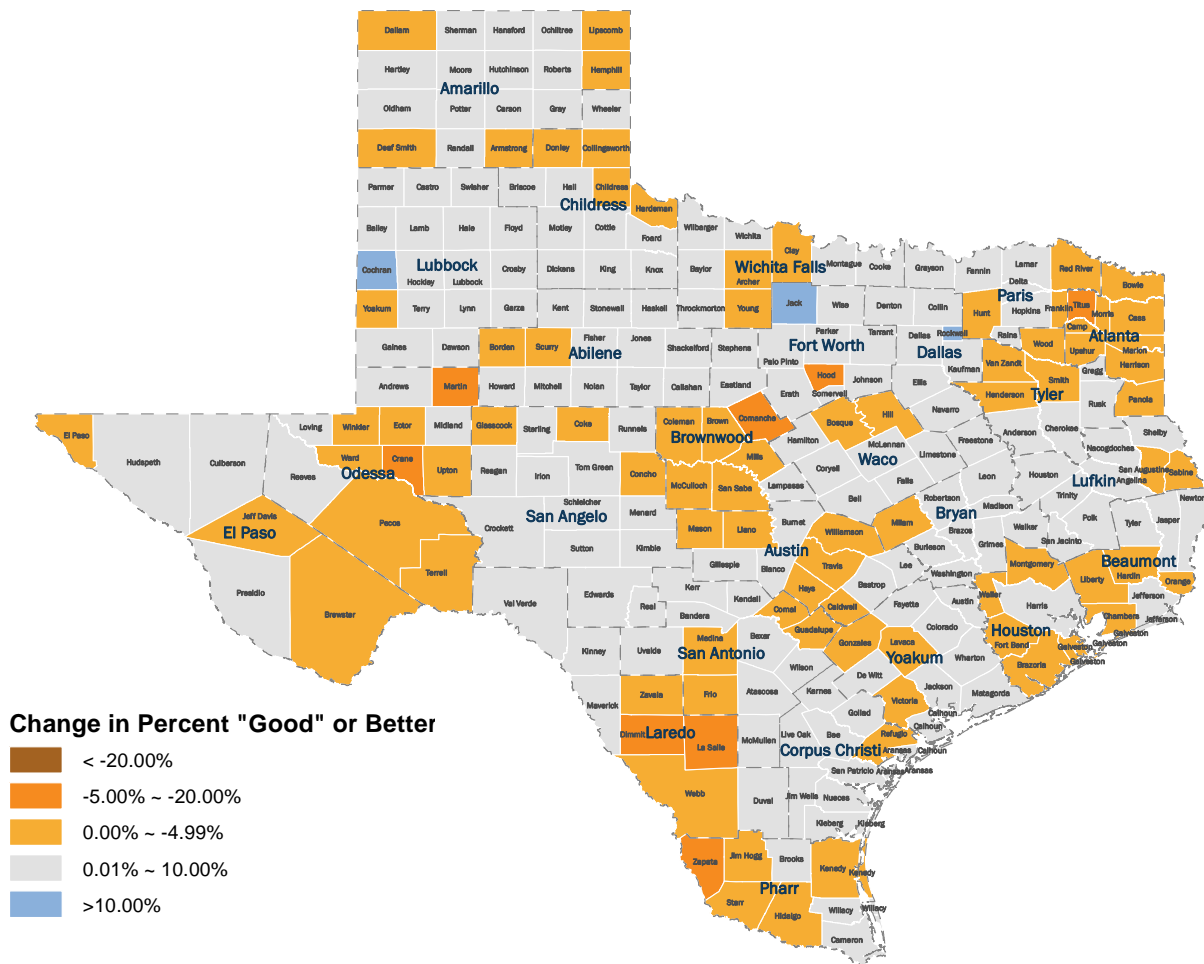 Dallam Sherman Hansford Ochiltree Lipscomb
Hartley Moore Hutchinson Roberts Hemphill
Amarillo
Oldham Potter Carson Gray Wheeler
Deaf Smith Randall Armstrong Donley Collingsworth
Parmer Castro Swisher Briscoe Hall Childress
Childress Hardeman
Bailey Lamb Hale Floyd Motley Cottle Foard Wilbarger Wichita Clay
Cochran Lubbock Crosby Dickens King Knox Baylor Wichita Falls Montague Cooke Grayson Fannin Lamar Red River Bowie
Hockley Lubbock Archer Delta
Yoakum Terry Lynn Garza Kent Stonewall Haskell Throckmorton Young Jack Wise Denton Collin Hunt Paris Hopkins Franklin Titus Morris Cass
Gaines Dawson Borden Scurry Fisher Jones Shackelford Stephens Palo Pinto Parker Tarrant Dallas Rockwall Rains Wood Camp Upshur Marion
Abilene Fort Worth Dallas Atlanta
Andrews Martin Howard Mitchell Nolan Taylor Callahan Eastland Erath Hood Somervell Johnson Ellis Kaufman Van Zandt Smith Gregg Harrison
Henderson Tyler Rusk Panola
El Paso Hudspeth Culberson Reeves Loving Winkler Ector Midland Glasscock Sterling Coke Runnels Coleman Brown Comanche Hamilton Bosque Hill Navarro Anderson Cherokee Nacogdoches Shelby
Brownwood Waco
Ward Crane Upton Reagan Irion Tom Green Concho McCulloch San Saba Mills Lampasas Coryell McLennan Limestone Freestone Leon Houston San Augustine Sabine
Odessa Lufkin Angelina
Jeff Davis Pecos Crockett Schleicher Menard Mason Llano Burnet Bell Falls Robertson Madison Trinity Polk Tyler Jasper Newton
El Paso San Angelo Bryan
Presidio Brewster Terrell Sutton Kimble Gillespie Blanco Williamson Milam Brazos Burleson Grimes Walker San Jacinto
Austin Travis Lee Washington Montgomery Liberty Hardin Orange
Beaumont
Val Verde Edwards Real Kerr Kendall Bandera Hays Comal Caldwell Bastrop Fayette Austin Waller Harris Chambers Jefferson Jefferson
Kinney Uvalde Medina Bexar Guadalupe Gonzales Lavaca Colorado Fort Bend Galveston Galveston Galveston
San Antonio Yoakum Houston
Wilson De Witt Wharton Brazoria
Maverick Zavala Frio Atascosa Karnes Goliad Victoria Jackson Matagorda
Dimmit Laredo La Salle McMullen Live Oak Bee Refugio Calhoun Calhoun Calhoun
Corpus Christi Aransas Aransas Aransas
San Patricio
Webb Duval Jim Wells Nueces
Kleberg Kleberg
Zapata Jim Hogg Brooks Kenedy Kenedy
Pharr
Starr Hidalgo Willacy Willacy
Cameron
Change in Percent "Good" or Better
< -20.00%
-5.00% ~ -20.00%
0.00% ~ -4.99%
0.01% ~ 10.00%
>10.00%